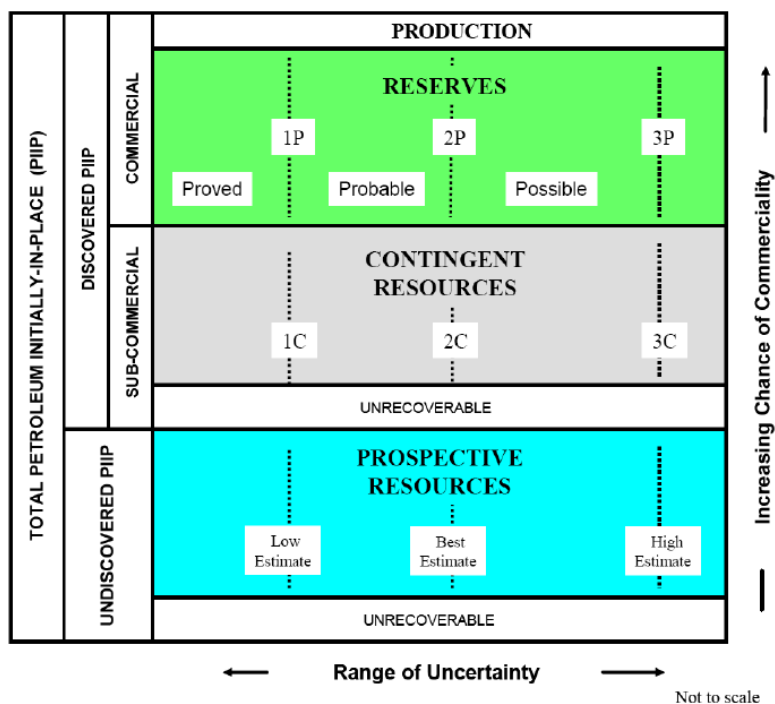 PRODUCTION
RESERVES
1P
2P
3P
Proved
Probable
Possible
CONTINGENT
RESOURCES
1C
2C
3C
UNRECOVERABLE
PROSPECTIVE
RESOURCES
Low
Estimate
Best
Estimate
High
Estimate
UNRECOVERABLE
TOTAL PETROLEUM INITIALLY-IN-PLACE (PIIP)
DISCOVERED PIIP
UNDISCOVERED PIIP
COMMERCIAL
SUB-COMMERCIAL
Increasing Chance of Commerciality
Range of Uncertainty
Not to scale